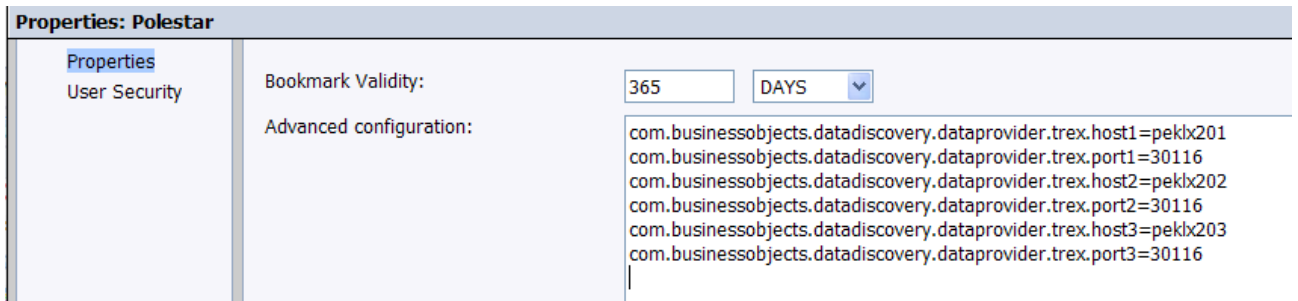 Properties: Polestar
Properties
User Security
Bookmark Validity:
365
DAYS
Advanced configuration:
com.businessobjects.datadiscovery.dataprovider.trex.host1=peklx201
com.businessobjects.datadiscovery.dataprovider.trex.port1=30116
com.businessobjects.datadiscovery.dataprovider.trex.host2=peklx202
com.businessobjects.datadiscovery.dataprovider.trex.port2=30116
com.businessobjects.datadiscovery.dataprovider.trex.host3=peklx203
com.businessobjects.datadiscovery.dataprovider.trex.port3=30116